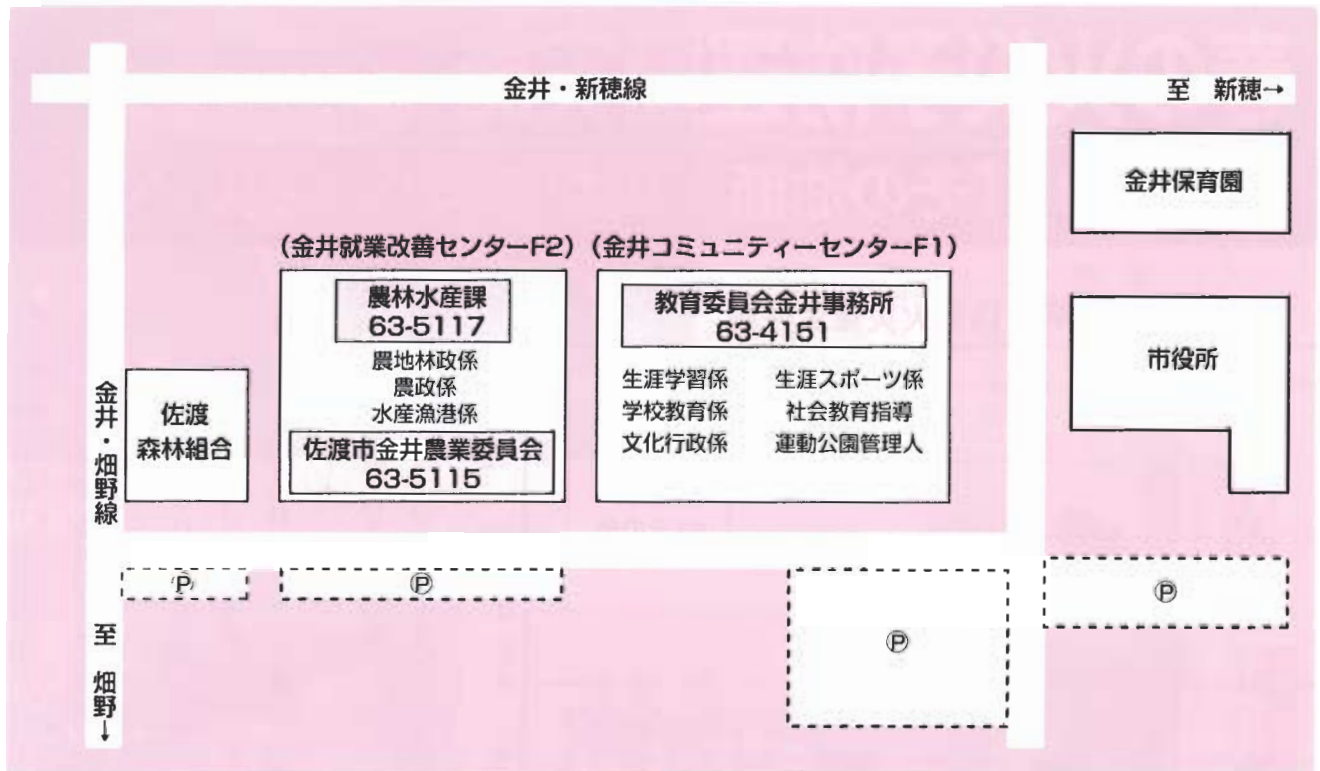 金井・新穂線
至 新穂→
金井保育園
(金井就業改善センターF2)
農林水産課
63-5117
農地林政係
農政係
水産漁港係
佐渡市金井農業委員会
63-5115
(金井コミュニティーセンターF1)
教育委員会金井事務所
63-4151
生涯学習係 生涯スポーツ係
学校教育係 社会教育指導
文化行政係 運動公園管理人
市役所
金井・畑野線
佐渡
森林組合
Ⓟ
Ⓟ
Ⓟ
Ⓟ
至 畑野→